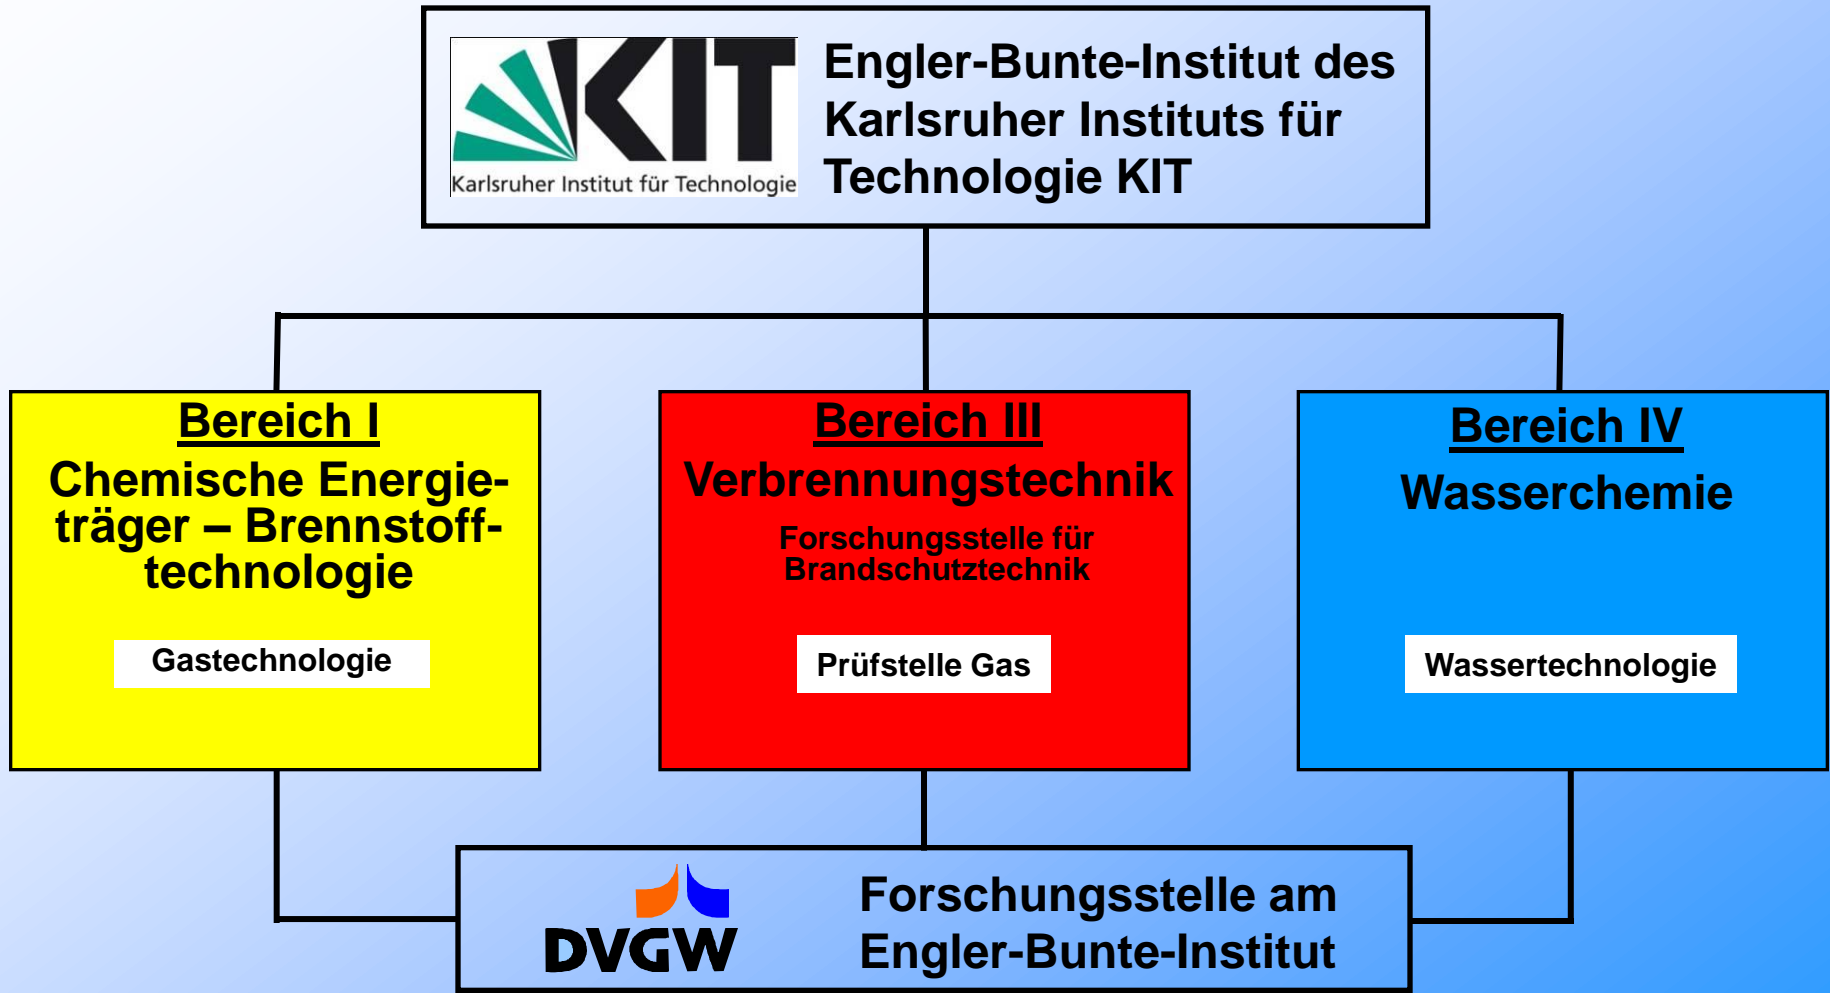 KIT
Karlsruher Institut für Technologie
Engler-Bunte-Institut des
Karlsruher Instituts für
Technologie KIT
Bereich I
Chemische Energie-
träger – Brennstoff-
technologie
Gastechnologie
Bereich III
Verbrennungstechnik
Forschungsstelle für
Brandschutztechnik
Prüfstelle Gas
Bereich IV
Wasserchemie
Wassertechnologie
DVGW
Forschungsstelle am
Engler-Bunte-Institut